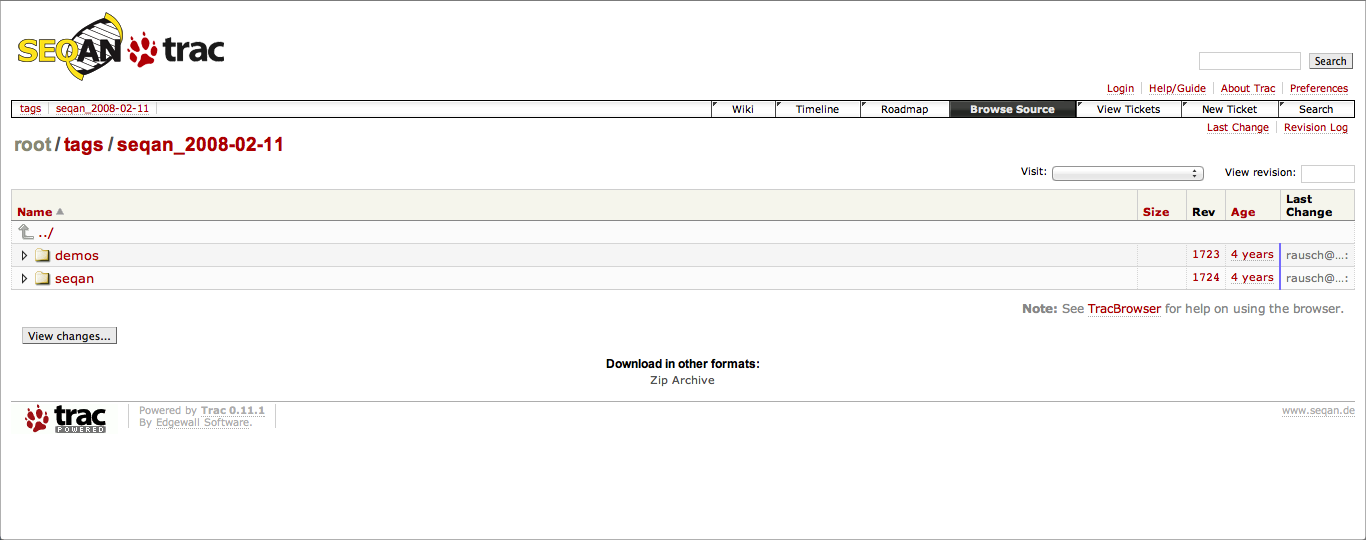 SEQAN trac
Search
Login Help/Guide About Trac Preferences
tags seqan_2008-02-11 Wiki Timeline Roadmap Browse Source View Tickets New Ticket Search
Last Change Revision Log
root / tags / seqan_2008-02-11
Visit: View revision:
Name Size Rev Age Last Change
../
demos 1723 4 years rausch@…:
seqan 1724 4 years rausch@…:
Note: See TracBrowser for help on using the browser.
View changes...
Download in other formats:
Zip Archive
trac POWERED
Powered by Trac 0.11.1
By Edgewall Software.
www.seqan.de